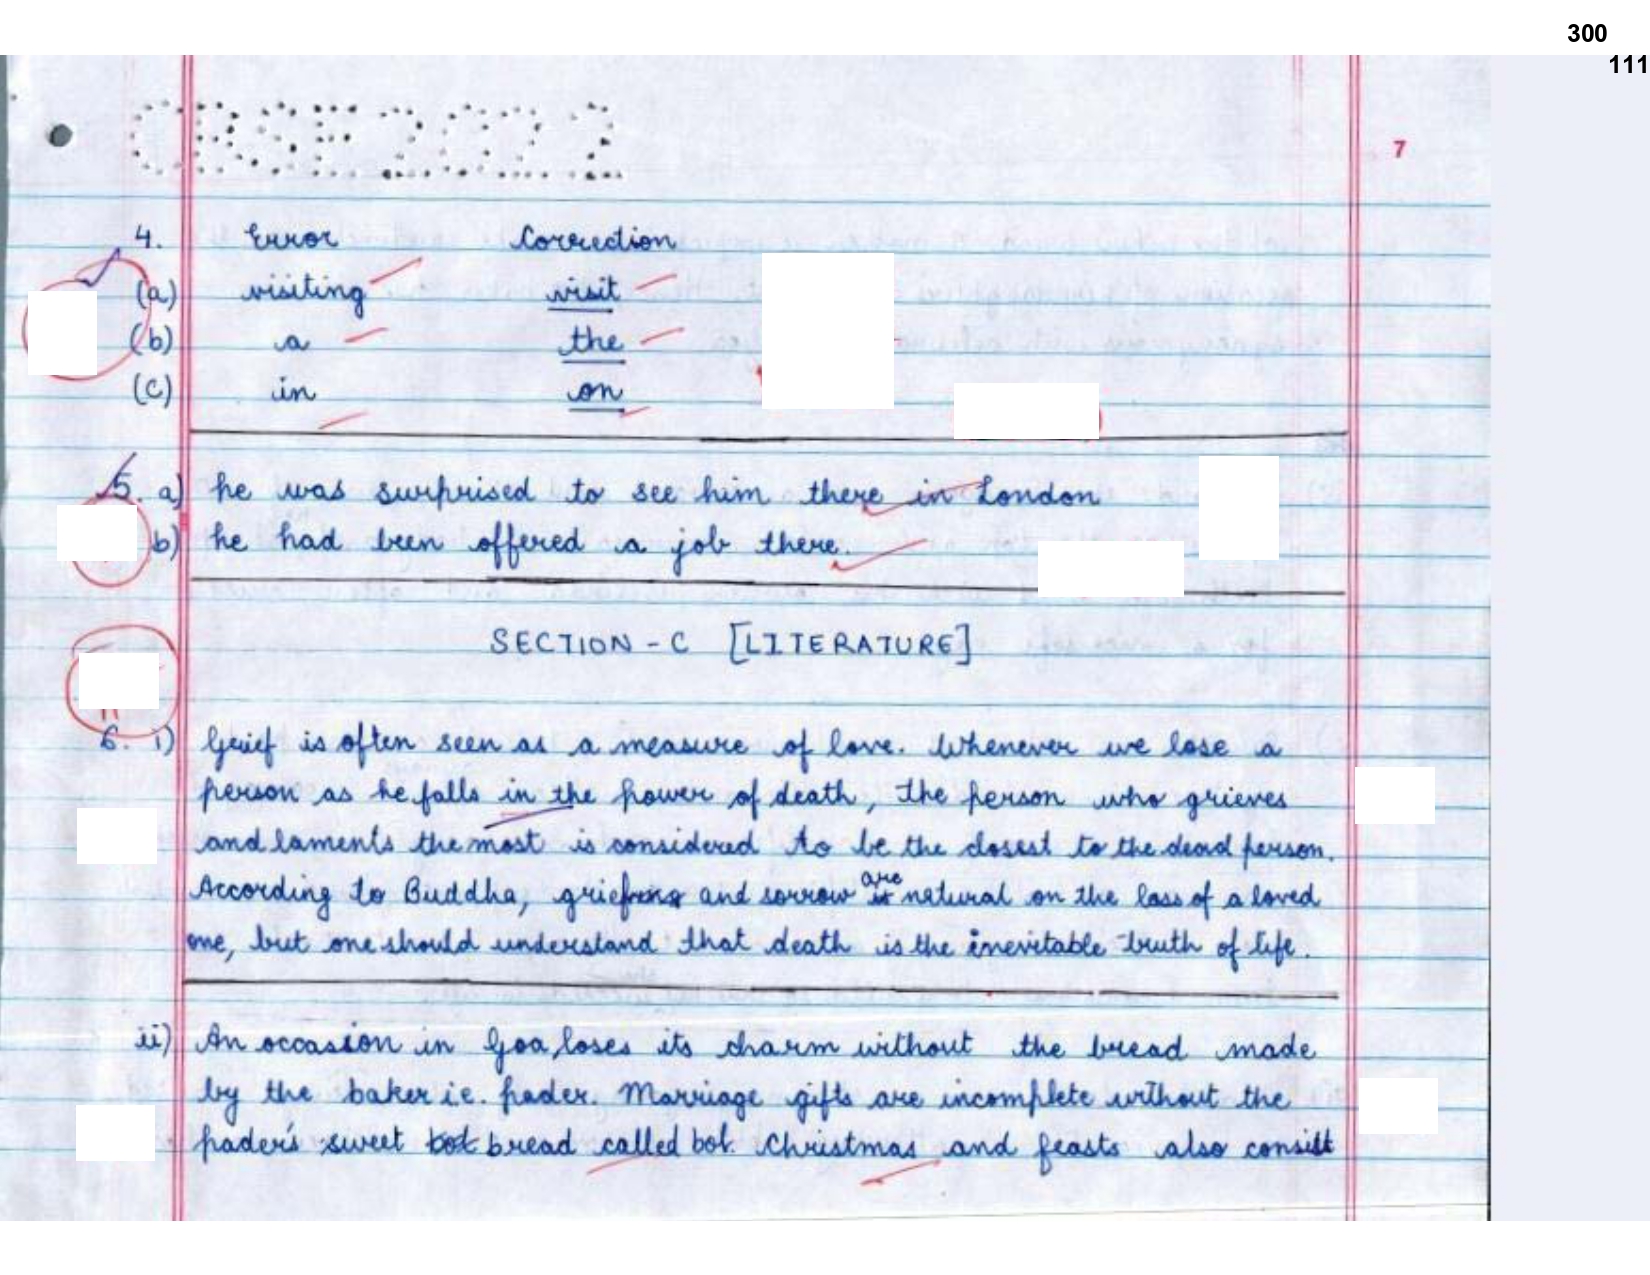 300
111
CBSE2022
7
4. Error Correction
(a) visiting visit
(b) a the
(c) in on
5. a) he was surprised to see him there in London
b) he had been offered a job there.
SECTION - C [LITERATURE]
6. i) Grief is often seen as a measure of love. Whenever we lose a
person as he falls in the power of death, the person who grieves
and laments the most is considered to be the closest to the dead person.
According to Buddha, grief and sorrow are natural on the loss of a loved
one, but one should understand that death is the inevitable truth of life.
ii) An occasion in Goa, loses its charm without the bread made
by the baker i.e. pader. Marriage gifts are incomplete without the
pader's sweet bread called bol. Christmas and feasts also consist